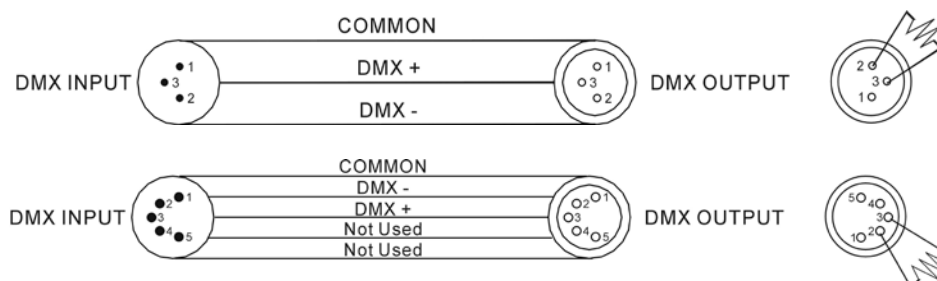 COMMON
DMX INPUT
1
3
2
DMX +
DMX -
1
3
2
DMX OUTPUT
2
3
1
COMMON
DMX -
DMX +
Not Used
Not Used
DMX INPUT
1
2
3
4
5
1
2
3
4
5
DMX OUTPUT
5
4
3
2
1